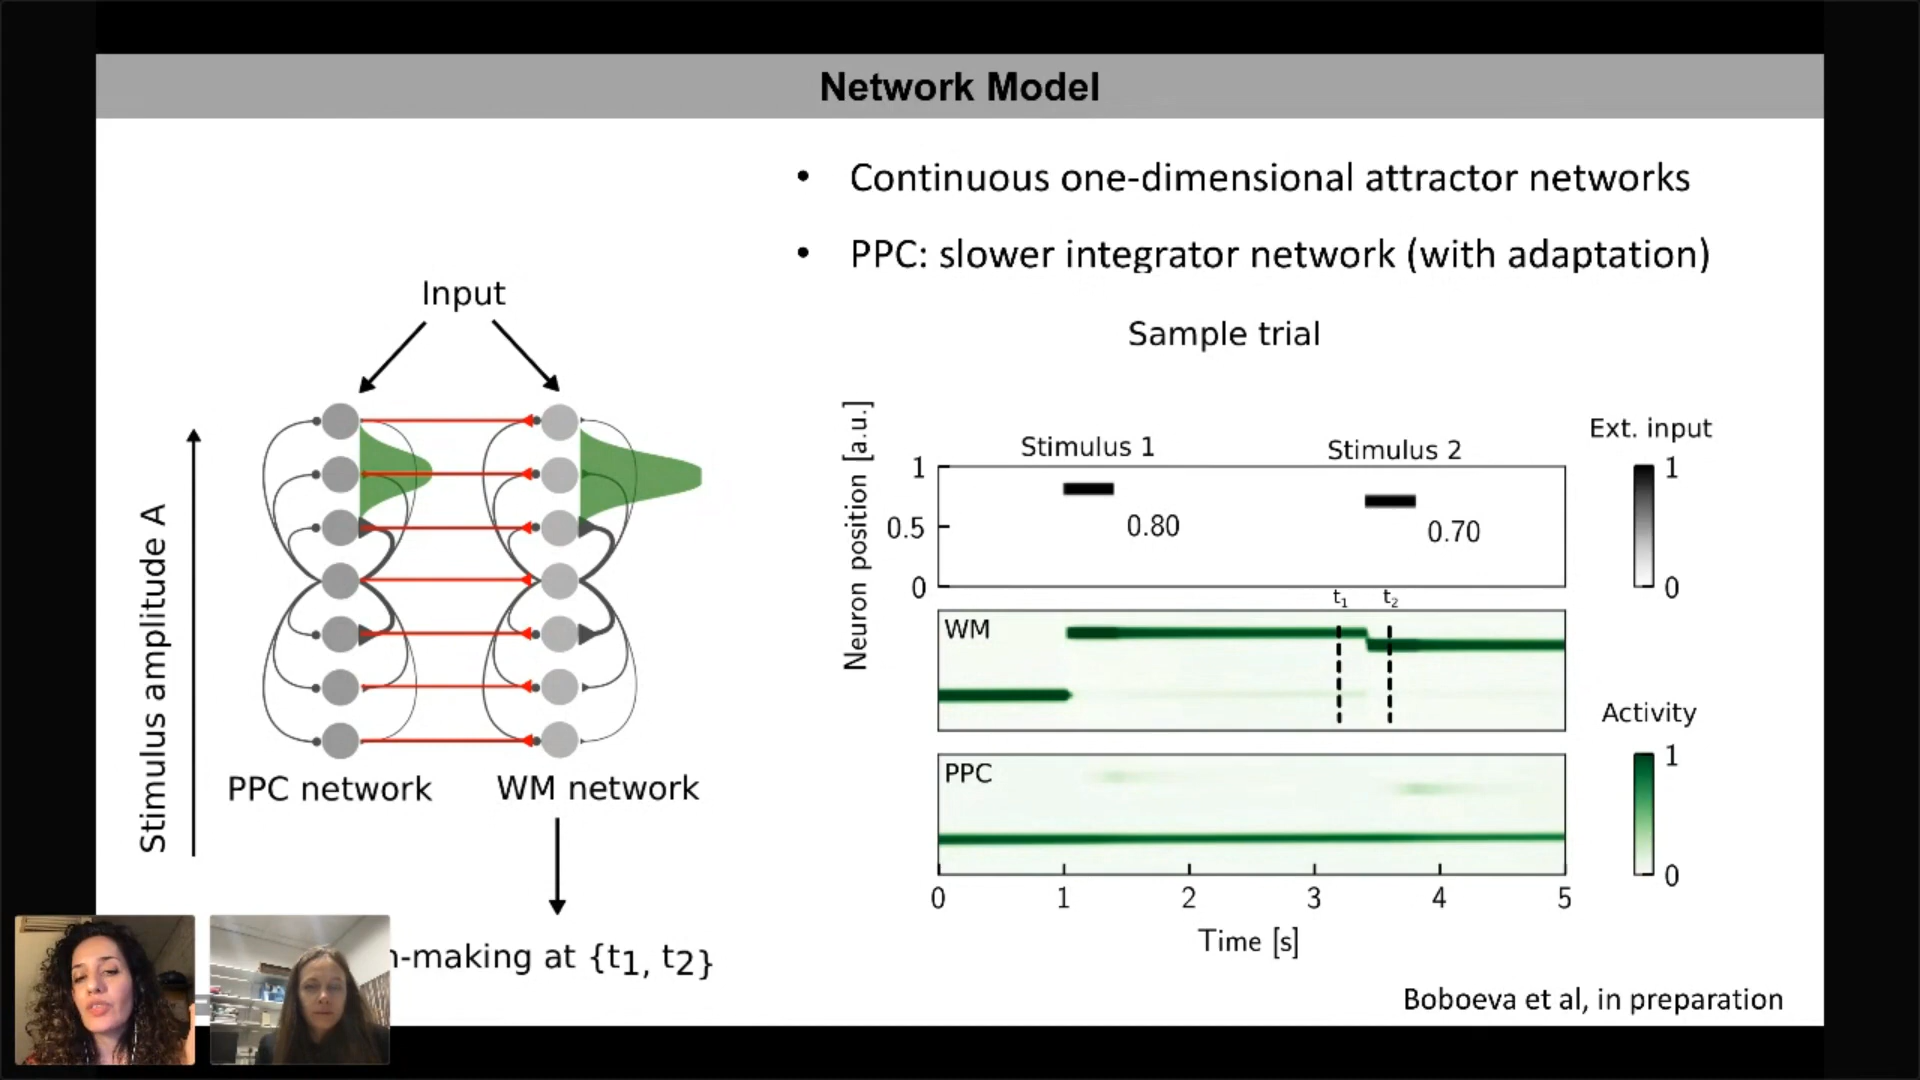 Network Model
• Continuous one-dimensional attractor networks
• PPC: slower integrator network (with adaptation)
Input
Stimulus amplitude A
PPC network
WM network
-making at {t1, t2}
Sample trial
Neuron position [a.u.]
Stimulus 1
Stimulus 2
1
0.5
0
0.80
0.70
Ext. input
1
0
t1
t2
WM
PPC
Activity
1
0
0 1 2 3 4 5
Time [s]
Boboeva et al, in preparation